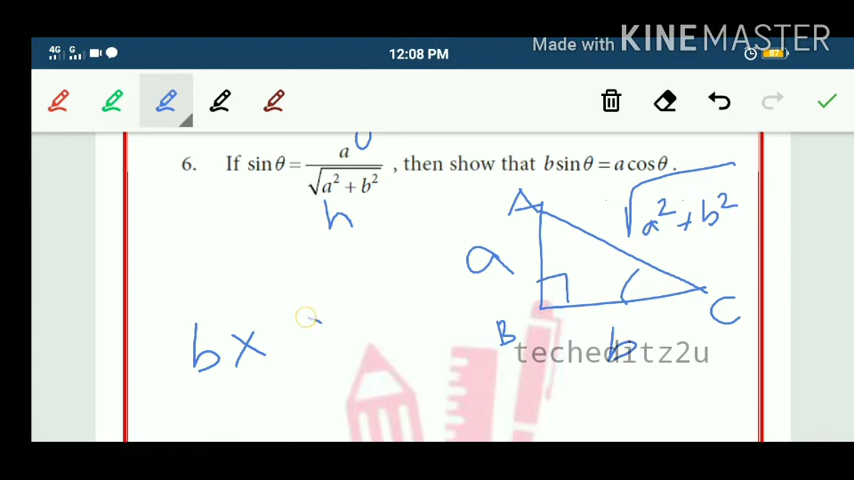 Made with KINEMASTER
4G G 12:08 PM 87
6. If sinθ = a/√a² + b², then show that b sinθ = a cosθ.
o
h
A
√a² + b²
a
C
B
b
b ×
techeditz2u